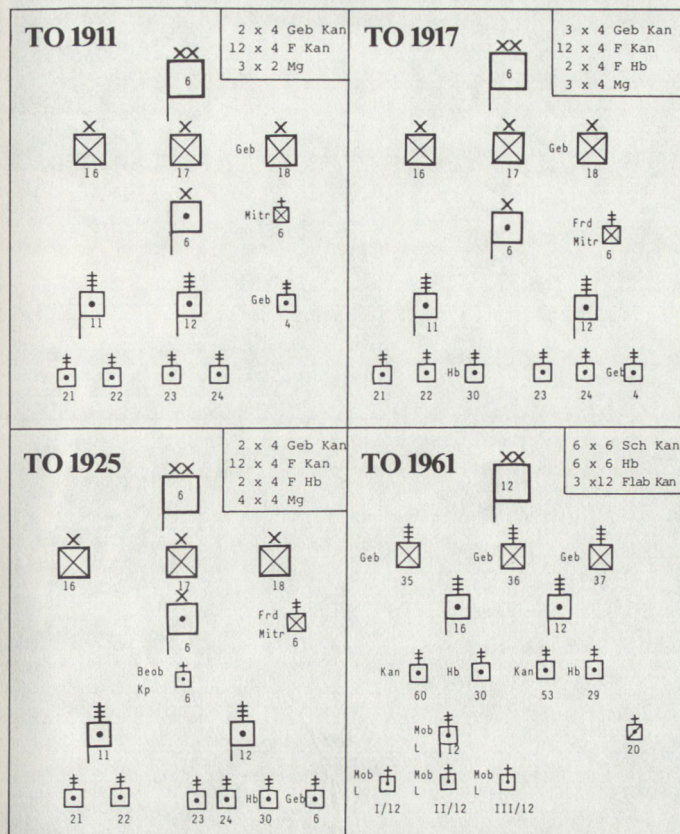 TO 1911
2 x 4 Geb Kan
12 x 4 F Kan
3 x 2 Mg
6
16 17 Geb 18
6 Mitr 6
11 12 Geb 4
21 22 23 24
TO 1917
3 x 4 Geb Kan
12 x 4 F Kan
2 x 4 F Hb
3 x 4 Mg
6
16 17 Geb 18
6 Frd
Mitr 6
11 12
21 22 Hb 30 23 24 Geb 4
TO 1925
2 x 4 Geb Kan
12 x 4 F Kan
2 x 4 F Hb
4 x 4 Mg
6
16 17 18
6 Frd
Mitr 6
Beob
Kp 6
11 12
21 22 23 24 Hb 30 Geb 6
TO 1961
6 x 6 Sch Kan
6 x 6 Hb
3 x12 Flab Kan
12
Geb 35 Geb 36 Geb 37
16 12
Kan 60 Hb 30 Kan 53 Hb 29
Mob
L 12 20
Mob Mob Mob
L L L
I/12 II/12 III/12